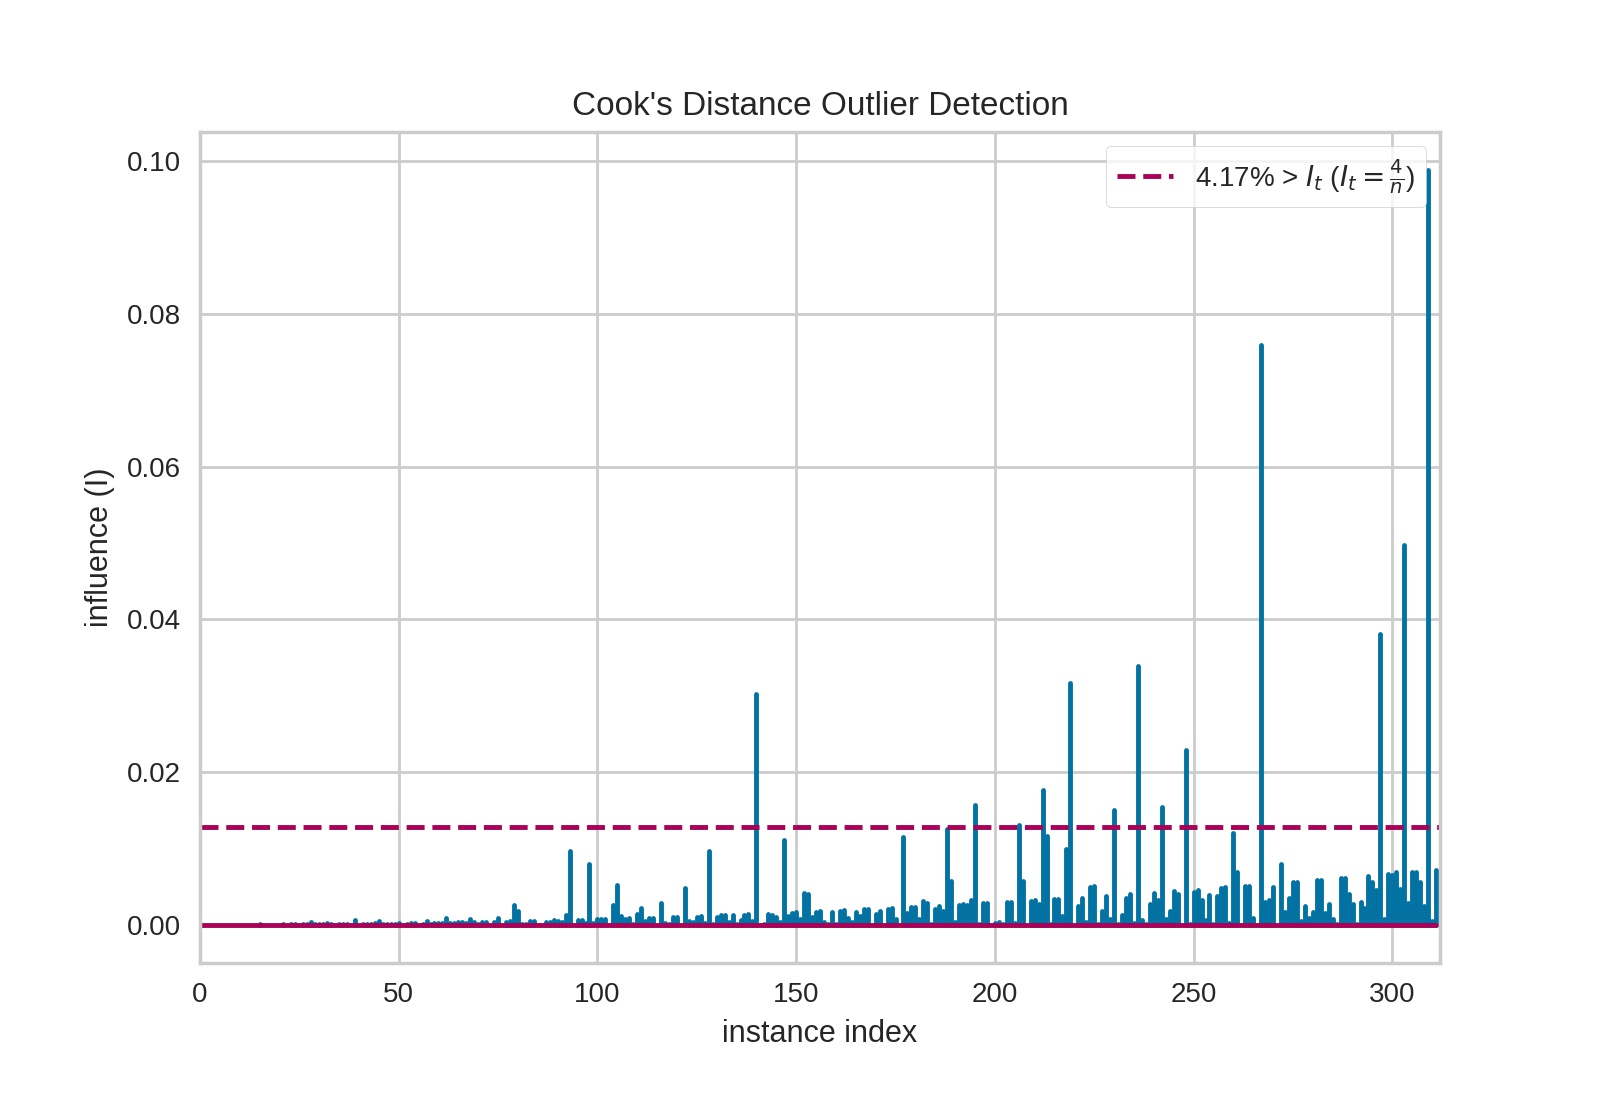 Cook's Distance Outlier Detection
4.17% > I_t (I_t = 4/n)
influence (I)
0.10
0.08
0.06
0.04
0.02
0.00
0 50 100 150 200 250 300
instance index